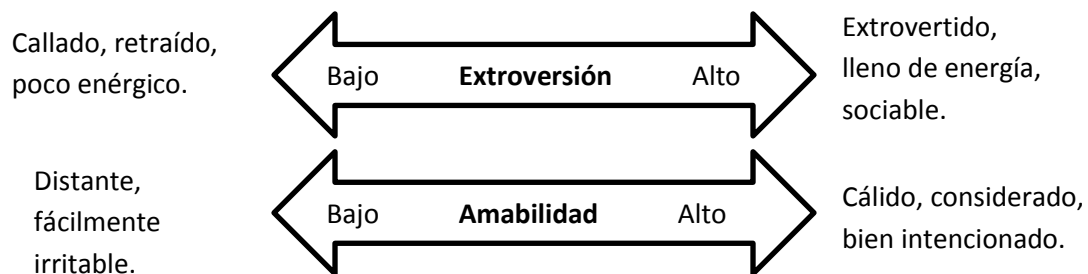 Callado, retraído,
poco enérgico.
Bajo Extroversión Alto
Extrovertido,
lleno de energía,
sociable.
Distante,
fácilmente
irritable.
Bajo Amabilidad Alto
Cálido, considerado,
bien intencionado.